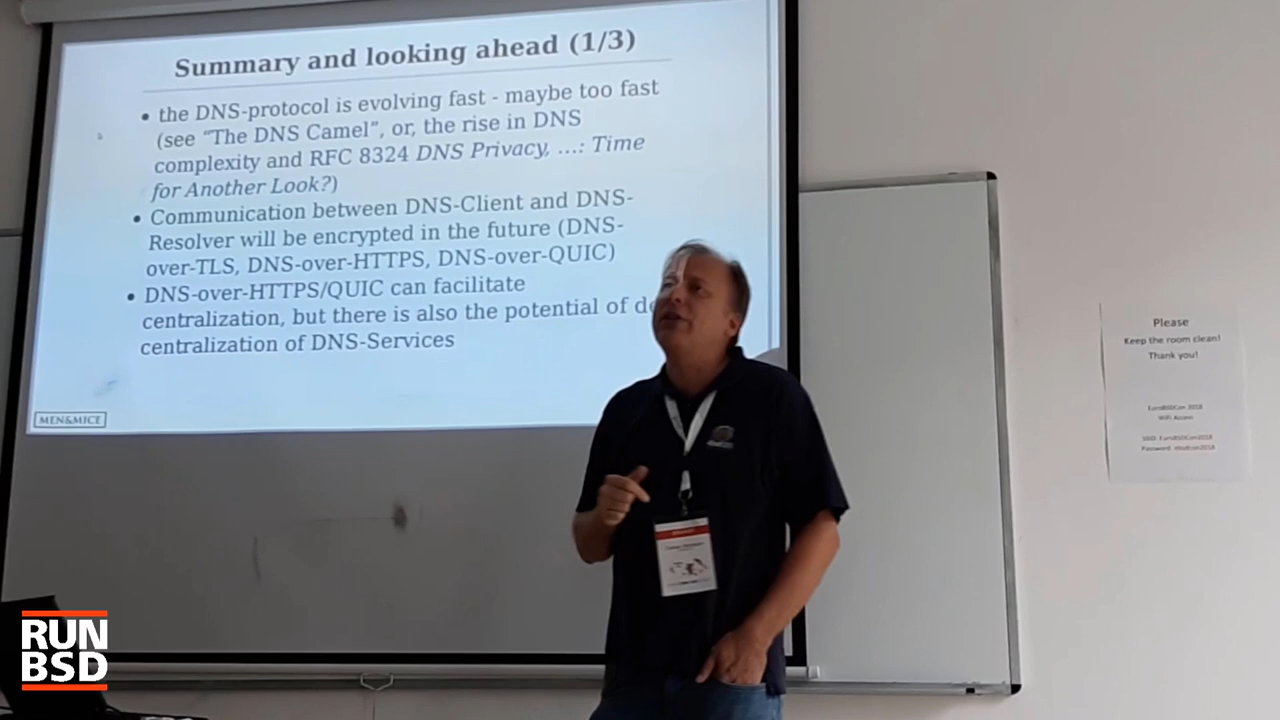 Summary and looking ahead (1/3)
• the DNS-protocol is evolving fast - maybe too fast
(see "The DNS Camel", or, the rise in DNS
complexity and RFC 8324 DNS Privacy, ...: Time
for Another Look?)
• Communication between DNS-Client and DNS-
Resolver will be encrypted in the future (DNS-
over-TLS, DNS-over-HTTPS, DNS-over-QUIC)
• DNS-over-HTTPS/QUIC can facilitate
centralization, but there is also the potential of de
centralization of DNS-Services
MEN&MICE
Please
Keep the room clean!
Thank you!
EuroBSDCon 2018
WiFi Access
SSID: EuroBSDCon2018
Password:
RUN
BSD